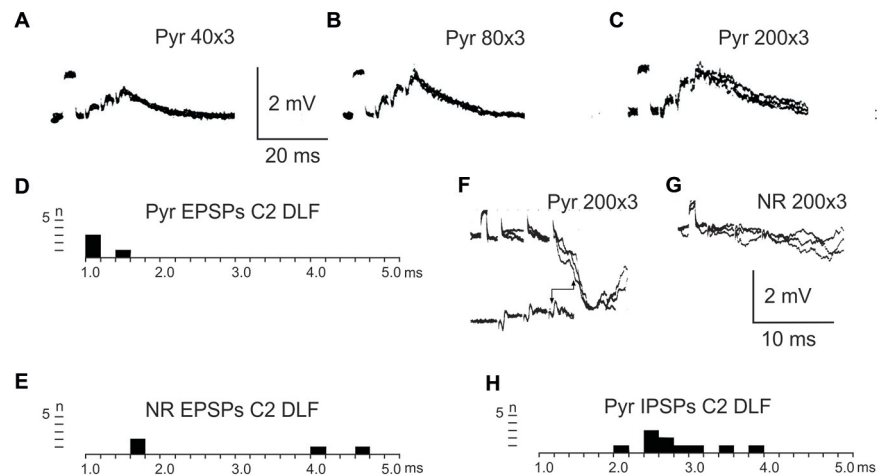 A
Pyr 40x3
B
Pyr 80x3
C
Pyr 200x3
2 mV
20 ms
D
Pyr EPSPs C2 DLF
5 n
1.0 2.0 3.0 4.0 5.0 ms
E
NR EPSPs C2 DLF
5 n
1.0 2.0 3.0 4.0 5.0 ms
F
Pyr 200x3
G
NR 200x3
2 mV
10 ms
H
Pyr IPSPs C2 DLF
5 n
1.0 2.0 3.0 4.0 5.0 ms